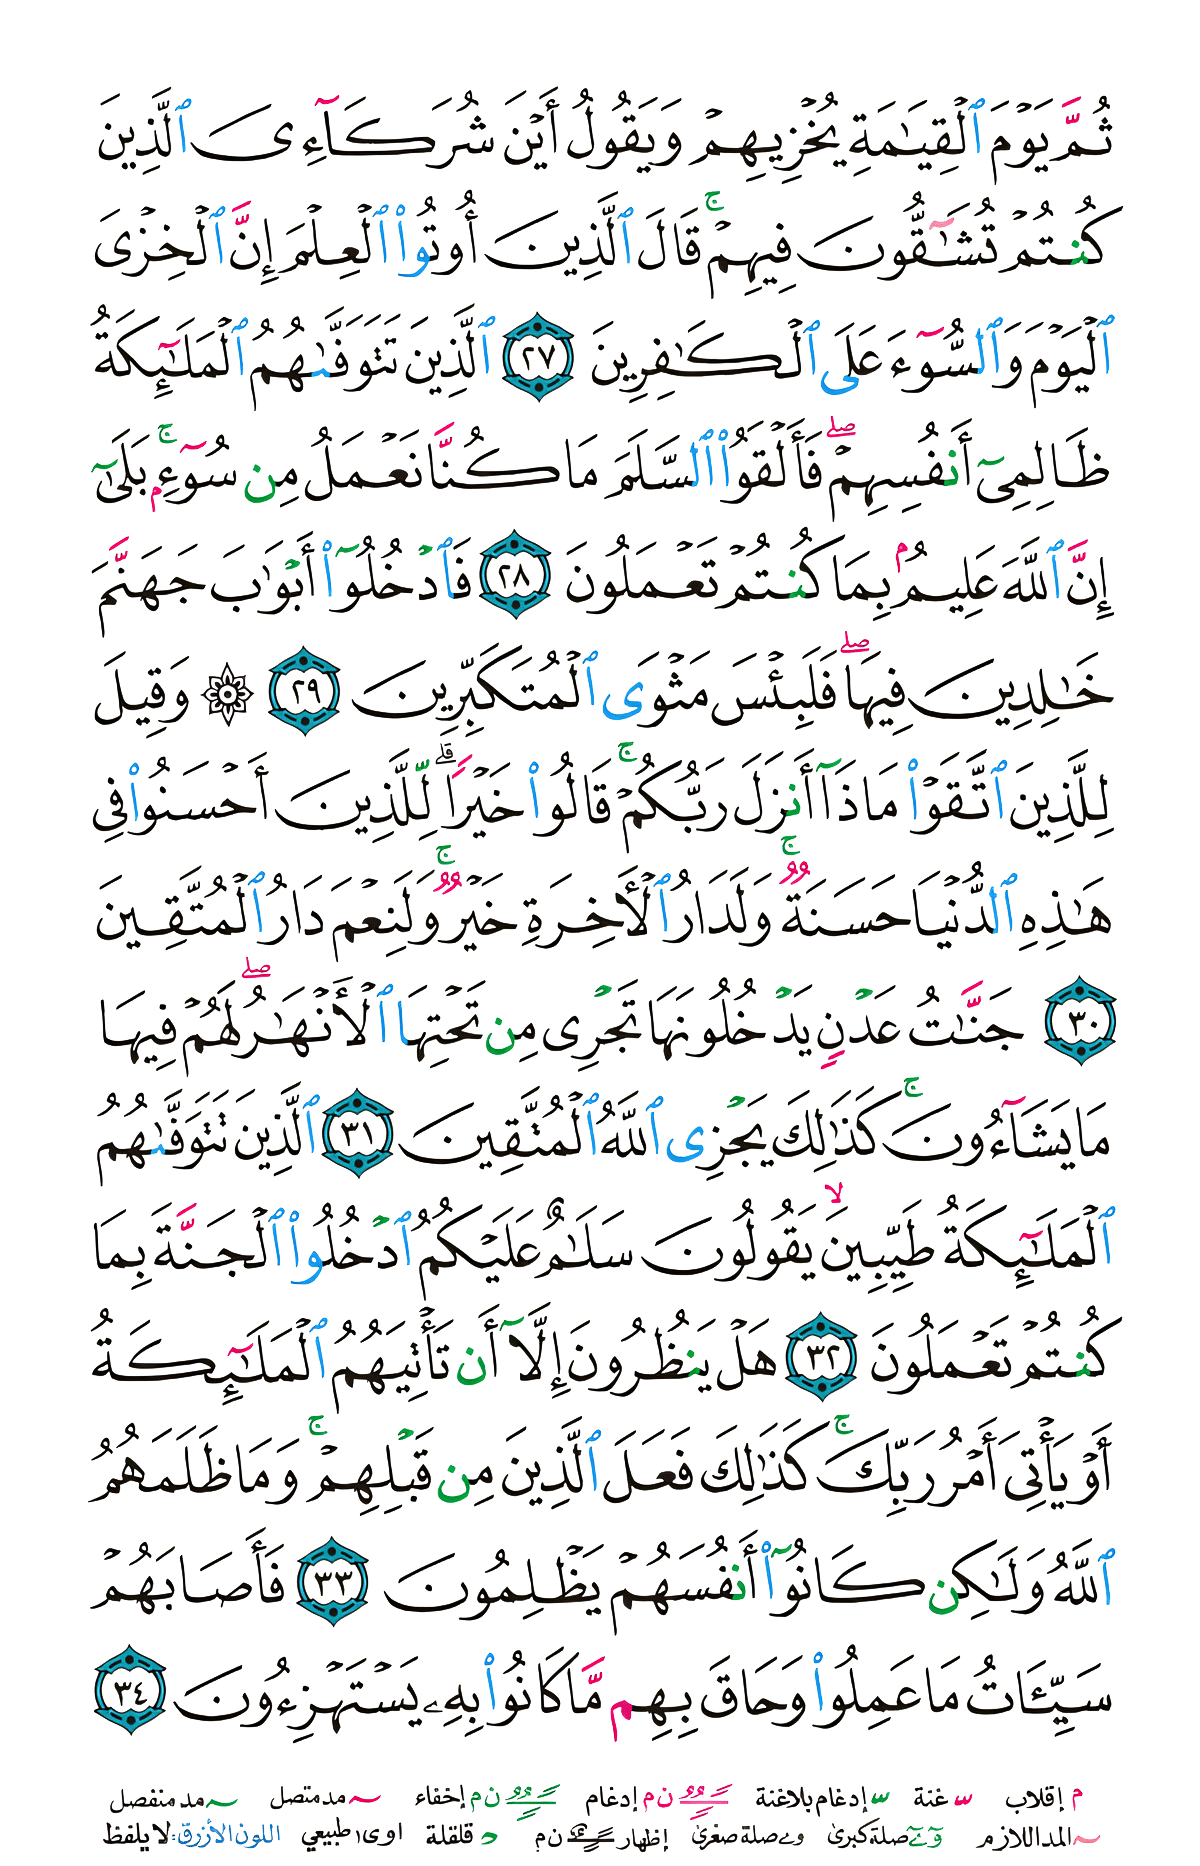 ثُمَّ يَوْمَ ٱلْقِيَـٰمَةِ يُخْزِيهِمْ وَيَقُولُ أَيْنَ شُرَكَآءِىَ ٱلَّذِينَ
كُنتُمْ تُشَـٰٓقُّونَ فِيهِمْ ۚ قَالَ ٱلَّذِينَ أُوتُوا۟ ٱلْعِلْمَ إِنَّ ٱلْخِزْىَ
ٱلْيَوْمَ وَٱلسُّوٓءَ عَلَى ٱلْكَـٰفِرِينَ ٢٧ ٱلَّذِينَ تَتَوَفَّىٰهُمُ ٱلْمَلَـٰٓئِكَةُ
ظَالِمِىٓ أَنفُسِهِمْ ۖ فَأَلْقَوُا۟ ٱلسَّلَمَ مَا كُنَّا نَعْمَلُ مِن سُوٓءٍۭ ۚ بَلَىٰٓ
إِنَّ ٱللَّهَ عَلِيمٌۢ بِمَا كُنتُمْ تَعْمَلُونَ ٢٨ فَٱدْخُلُوٓا۟ أَبْوَٰبَ جَهَنَّمَ
خَـٰلِدِينَ فِيهَا ۖ فَلَبِئْسَ مَثْوَى ٱلْمُتَكَبِّرِينَ ٢٩ ۞ وَقِيلَ
لِلَّذِينَ ٱتَّقَوْا۟ مَاذَآ أَنزَلَ رَبُّكُمْ ۚ قَالُوا۟ خَيْرًا ۗ لِّلَّذِينَ أَحْسَنُوا۟ فِى
هَـٰذِهِ ٱلدُّنْيَا حَسَنَةٌ ۚ وَلَدَارُ ٱلْـَٔاخِرَةِ خَيْرٌ ۚ وَلَنِعْمَ دَارُ ٱلْمُتَّقِينَ
٣٠ جَنَّـٰتُ عَدْنٍ يَدْخُلُونَهَا تَجْرِى مِن تَحْتِهَا ٱلْأَنْهَـٰرُ ۖ لَهُمْ فِيهَا
مَا يَشَآءُونَ ۚ كَذَٰلِكَ يَجْزِى ٱللَّهُ ٱلْمُتَّقِينَ ٣١ ٱلَّذِينَ تَتَوَفَّىٰهُمُ
ٱلْمَلَـٰٓئِكَةُ طَيِّبِينَ ۙ يَقُولُونَ سَلَـٰمٌ عَلَيْكُمُ ٱدْخُلُوا۟ ٱلْجَنَّةَ بِمَا
كُنتُمْ تَعْمَلُونَ ٣٢ هَلْ يَنظُرُونَ إِلَّآ أَن تَأْتِيَهُمُ ٱلْمَلَـٰٓئِكَةُ
أَوْ يَأْتِىَ أَمْرُ رَبِّكَ ۚ كَذَٰلِكَ فَعَلَ ٱلَّذِينَ مِن قَبْلِهِمْ ۚ وَمَا ظَلَمَهُمُ
ٱللَّهُ وَلَـٰكِن كَانُوٓا۟ أَنفُسَهُمْ يَظْلِمُونَ ٣٣ فَأَصَابَهُمْ
سَيِّـَٔاتُ مَا عَمِلُوا۟ وَحَاقَ بِهِم مَّا كَانُوا۟ بِهِۦ يَسْتَهْزِءُونَ ٣٤
م إقلاب ّ غنة ّ إدغام بلاغنة ن م إدغام ن م إخفاء ~ مد متصل ~ مد منفصل
~ المد اللازم صلة كبرى وے صلة صغرى إظهار ن م د قلقلة اوى طبيعي اللون الأزرق: لا يلفظ